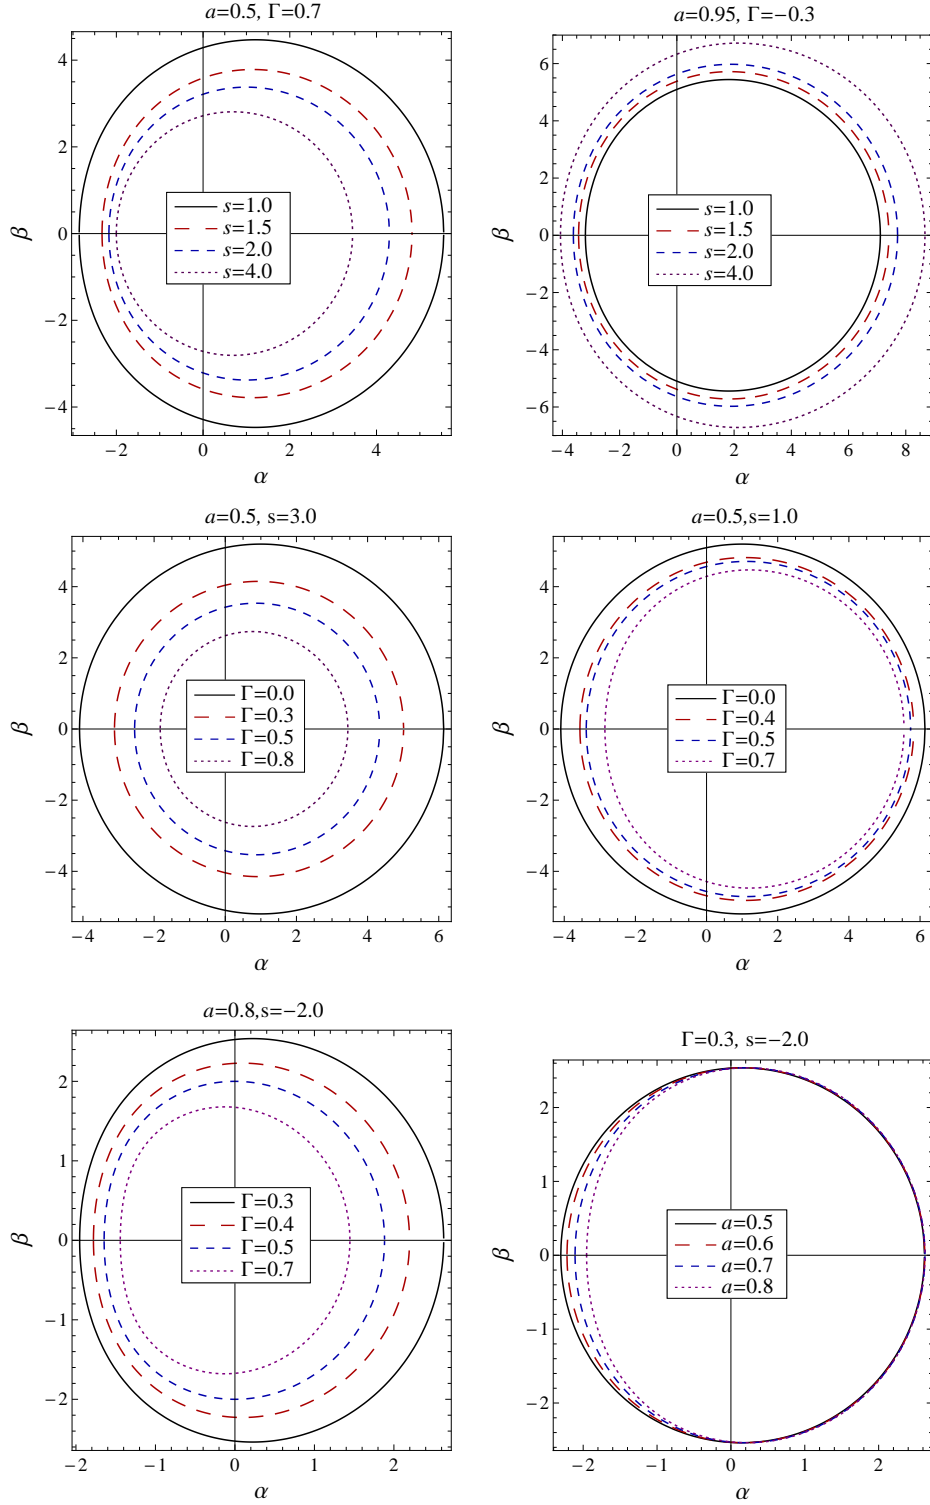 a=0.5, Γ=0.7
4
2
0
−2
−4
β
s=1.0
s=1.5
s=2.0
s=4.0
−2 0 2 4
α
a=0.95, Γ=−0.3
6
4
2
0
−2
−4
−6
β
s=1.0
s=1.5
s=2.0
s=4.0
−4 −2 0 2 4 6 8
α
a=0.5, s=3.0
4
2
0
−2
−4
β
Γ=0.0
Γ=0.3
Γ=0.5
Γ=0.8
−4 −2 0 2 4 6
α
a=0.5,s=1.0
4
2
0
−2
−4
β
Γ=0.0
Γ=0.4
Γ=0.5
Γ=0.7
−4 −2 0 2 4 6
α
a=0.8,s=−2.0
2
1
0
−1
−2
β
Γ=0.3
Γ=0.4
Γ=0.5
Γ=0.7
−2 −1 0 1 2
α
Γ=0.3, s=−2.0
2
1
0
−1
−2
β
a=0.5
a=0.6
a=0.7
a=0.8
−2 −1 0 1 2
α